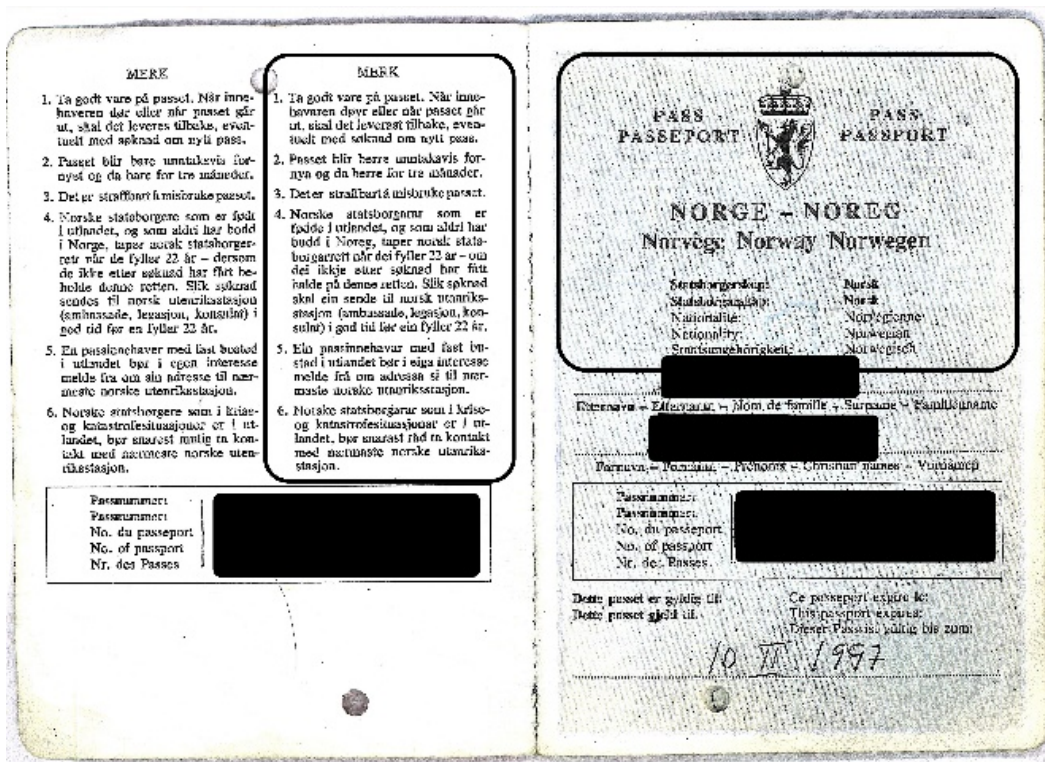 MERK
1. Ta godt vare på passet. Når inne-
haveren dør eller når passet går
ut, skal det leveres tilbake, even-
tuelt med søknad om nytt pass.
2. Passet blir bare unntaksvis for-
nyet og da bare for tre måneder.
3. Det er straffbart å misbruke passet.
4. Norske statsborgere som er født
i utlandet, og som aldri har bodd
i Norge, taper norsk statsborger-
rett når de fyller 22 år – dersom
de ikke etter søknad har fått be-
holde denne retten. Slik søknad
sendes til norsk utenriksstasjon
(ambassade, legasjon, konsulat) i
god tid før en fyller 22 år.
5. En passinnehaver med fast bosted
i utlandet bør i egen interesse
melde fra om sin adresse til nær-
meste norske utenriksstasjon.
6. Norske statsborgere som i krise-
og katastrofesituasjoner er i ut-
landet, bør snarest mulig ta kon-
takt med nærmeste norske uten-
riksstasjon.
Passnummer:
Passnummer:
No. du passeport
No. of passport
Nr. des Passes
MERK
1. Ta godt vare på passet. Når inne-
havaren døyr eller når passet går
ut, skal det leverast tilbake, even-
tuelt med søknad om nytt pass.
2. Passet blir berre unntaksvis for-
nya og da berre for tre månader.
3. Det er straffbart å misbruke passet.
4. Norske statsborgarar som er
fødde i utlandet, og som aldri har
budd i Noreg, taper norsk stats-
borgarrett når dei fyller 22 år – om
dei ikkje etter søknad har fått
halde på denne retten. Slik søknad
skal ein sende til norsk utanriks-
stasjon (ambassade, legasjon, kon-
sulat) i god tid før ein fyller 22 år.
5. Ein passinnehavar med fast bu-
stad i utlandet bør i eiga interesse
melde frå om adressa si til nær-
maste norske utanriksstasjon.
6. Norske statsborgarar som i krise-
og katastrofesituasjonar er i ut-
landet, bør snarast råd ta kontakt
med nærmaste norske utanriks-
stasjon.
PASS PASS
PASSEPORT PASSPORT
NORGE – NOREG
Norvège Norway Norwegen
Statsborgerskap: Norsk
Statsborgarskap: Norsk
Nationalité: Norvégienne
Nationality: Norwegian
Staatsangehörigkeit: Norwegisch
Etternavn – Etternamn – Nom de famille – Surname – Familienname
Fornavn – Fornamn – Prénoms – Christian names – Vornamen
Passnummer:
Passnummer:
No. du passeport
No. of passport
Nr. des Passes
Dette passet er gyldig til: Ce passeport expire le:
Dette passet gjeld til: This passport expires:
Dieser Pass ist gültig bis zum:
10 III 1997